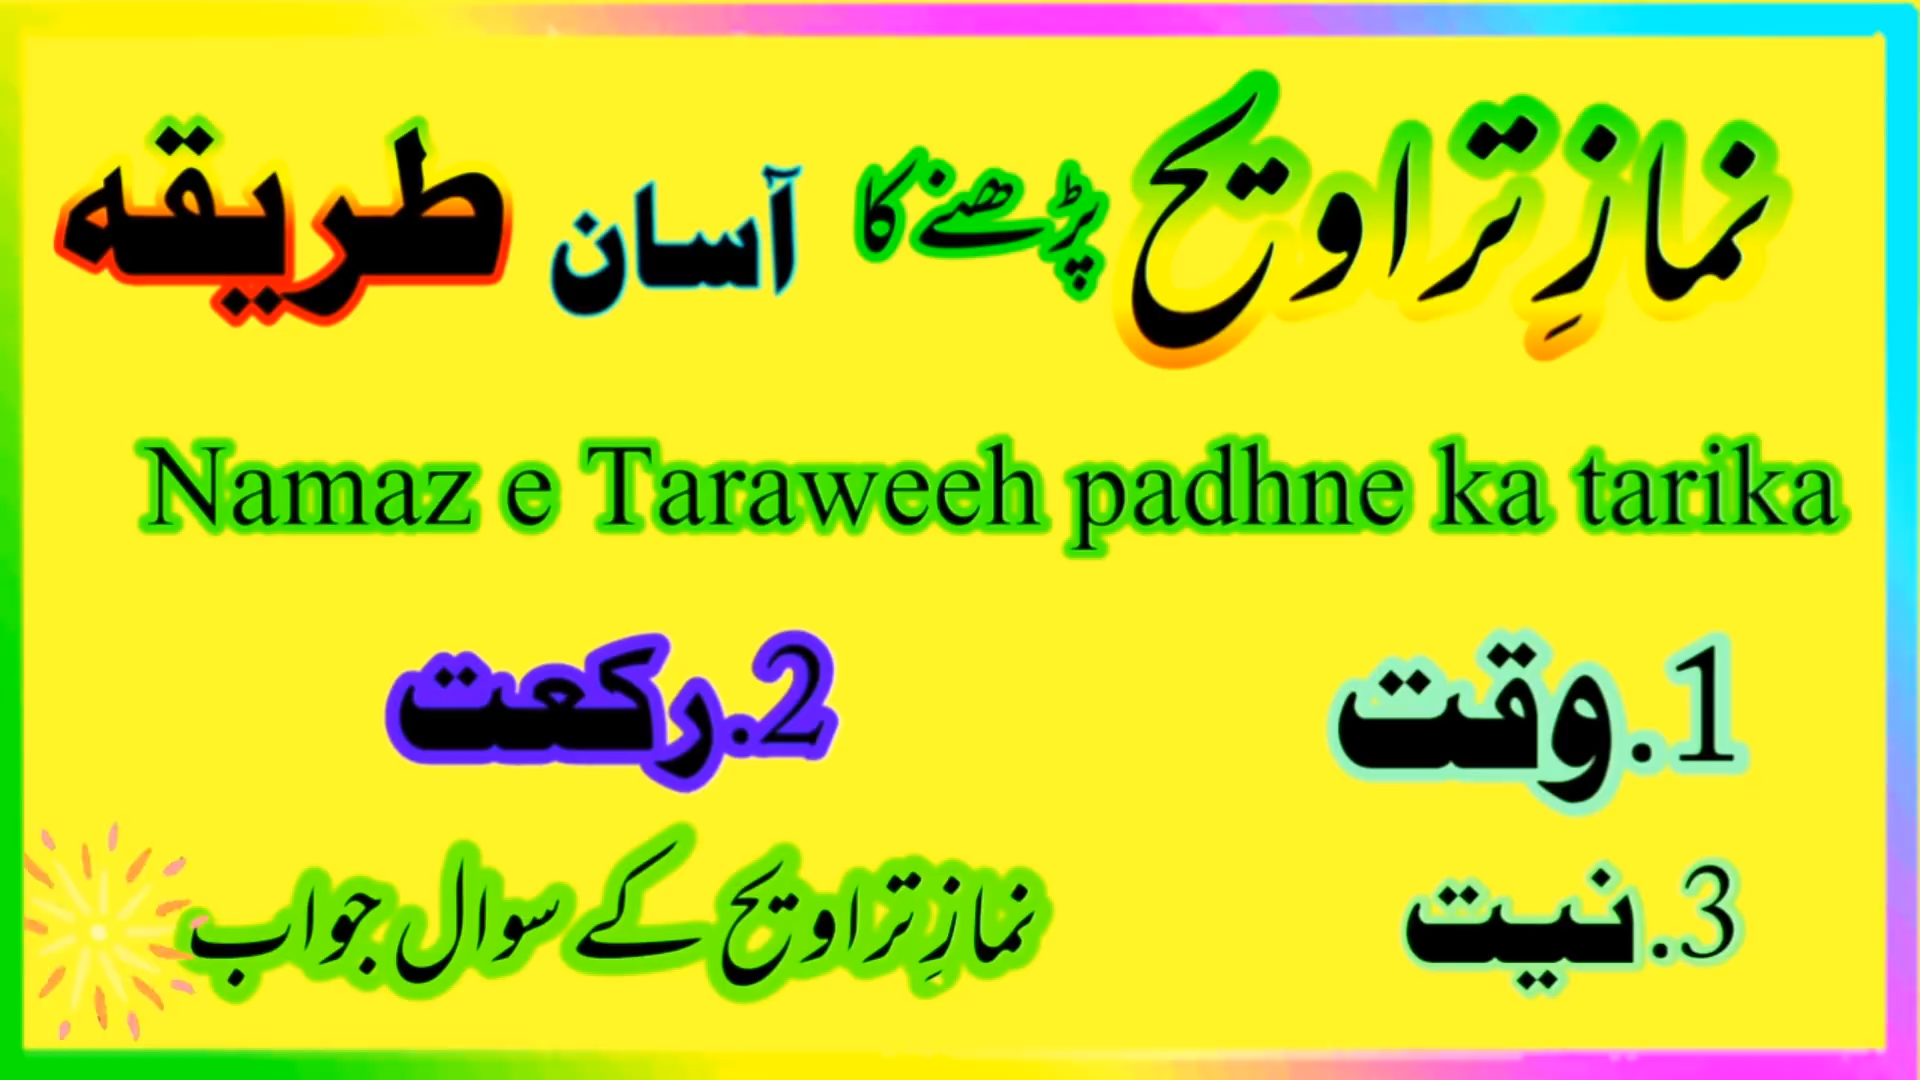 نمازِ تراویح پڑھنے کا آسان طریقہ
Namaz e Taraweeh padhne ka tarika
1.وقت
2.رکعت
3.نیت
نمازِ تراویح کے سوال جواب